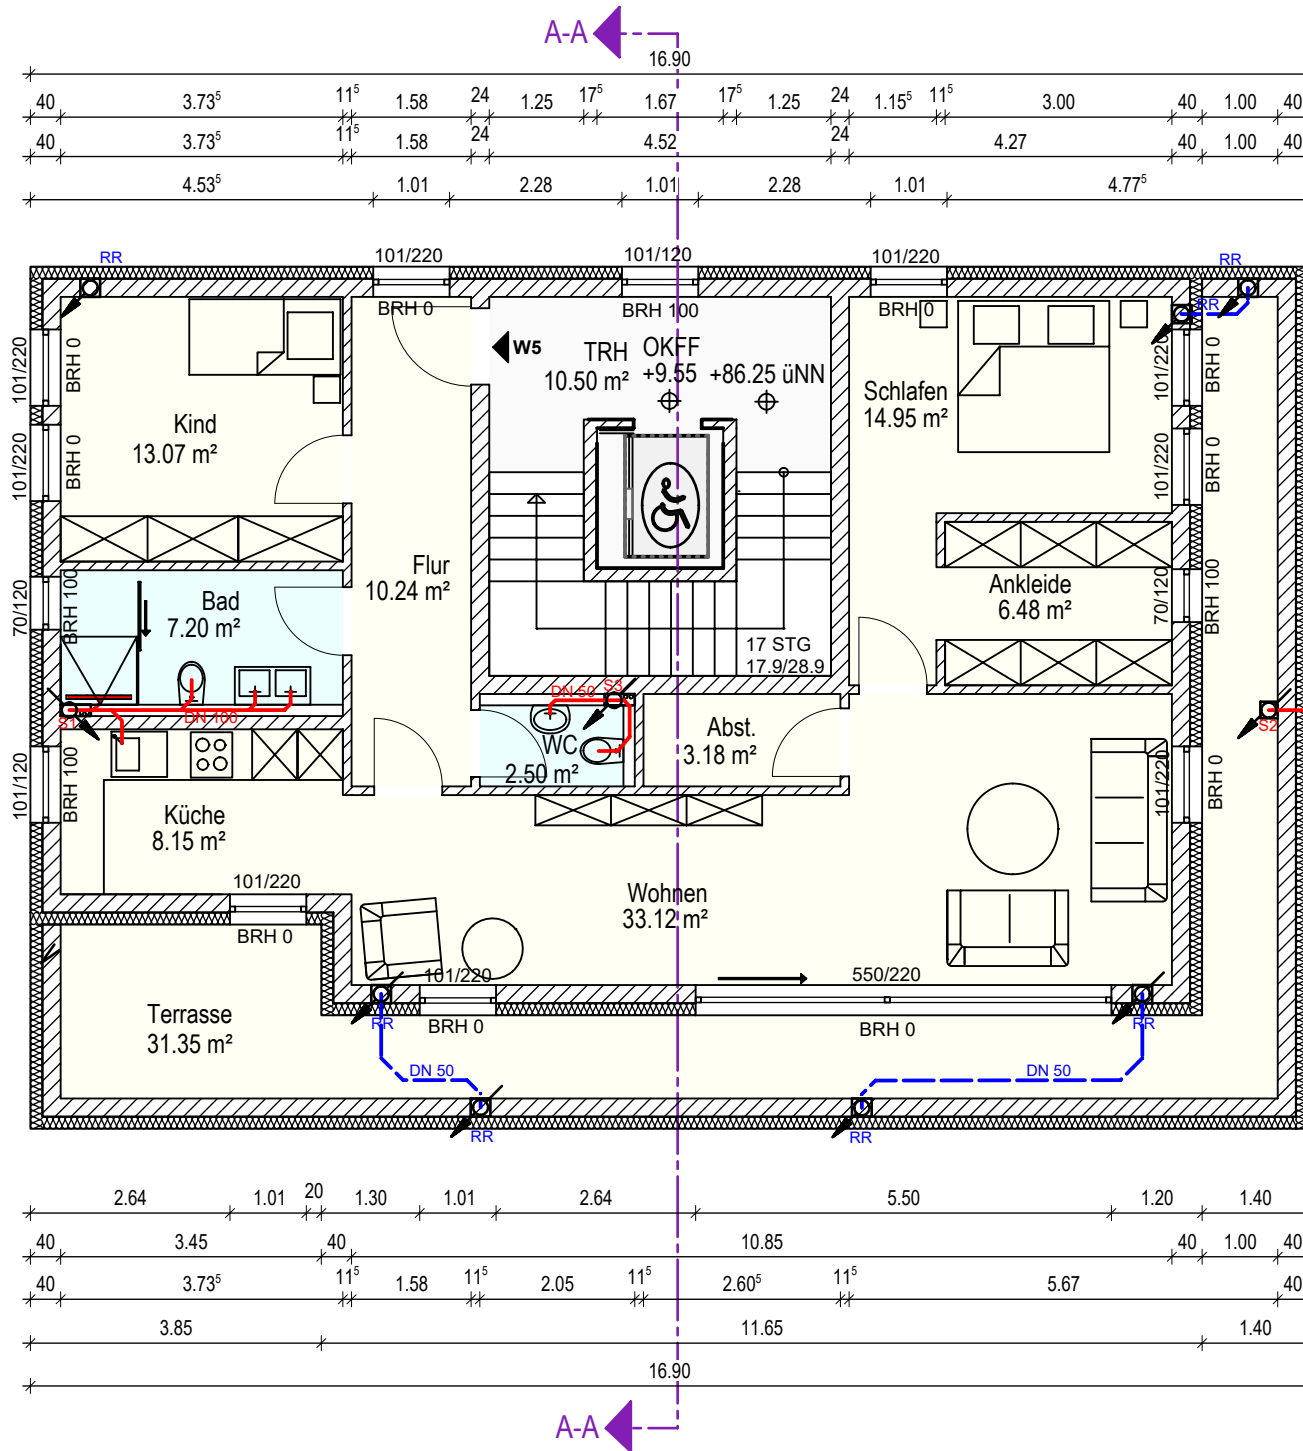 A-A
16.90
40 3.73⁵ 11⁵ 1.58 24 1.25 17⁵ 1.67 17⁵ 1.25 24 1.15⁵ 11⁵ 3.00 40 1.00 40
40 3.73⁵ 11⁵ 1.58 24 4.52 24 4.27 40 1.00 40
4.53⁵ 1.01 2.28 1.01 2.28 1.01 4.77⁵
RR 101/220 101/120 101/220 RR
BRH 0 BRH 100 BRH 0 RR
W5
TRH
10.50 m²
OKFF
+9.55
+86.25 üNN
101/220 BRH 0
Kind
13.07 m²
101/220 BRH 0
Schlafen
14.95 m²
101/220 BRH 0
101/220 BRH 0
Flur
10.24 m²
Ankleide
6.48 m²
70/120 BRH 100
Bad
7.20 m²
70/120 BRH 100
17 STG
17.9/28.9
S1
DN 100
DN 50
S3
S2
WC
2.50 m²
Abst.
3.18 m²
101/120 BRH 100
Küche
8.15 m²
101/220 BRH 0
101/220
BRH 0
Wohnen
33.12 m²
101/220
BRH 0
550/220
BRH 0
Terrasse
31.35 m²
RR
RR
DN 50
DN 50
RR
RR
2.64 1.01 20 1.30 1.01 2.64 5.50 1.20 1.40
40 3.45 40 10.85 40 1.00 40
40 3.73⁵ 11⁵ 1.58 11⁵ 2.05 11⁵ 2.60⁵ 11⁵ 5.67 40
3.85 11.65 1.40
16.90
A-A